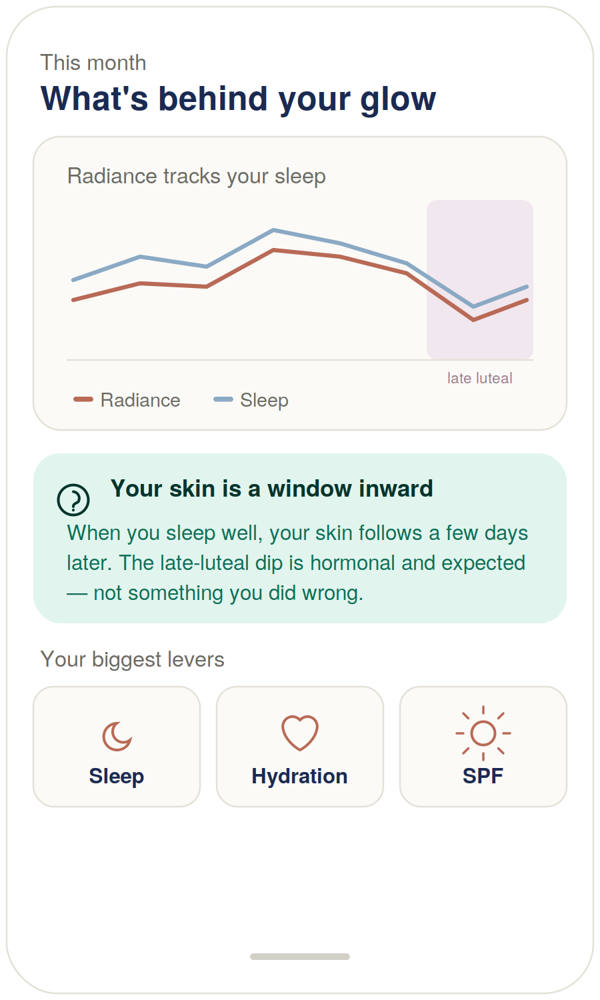 This month
What's behind your glow
Radiance tracks your sleep
late luteal
Radiance
Sleep
Your skin is a window inward
When you sleep well, your skin follows a few days
later. The late-luteal dip is hormonal and expected
— not something you did wrong.
Your biggest levers
Sleep
Hydration
SPF